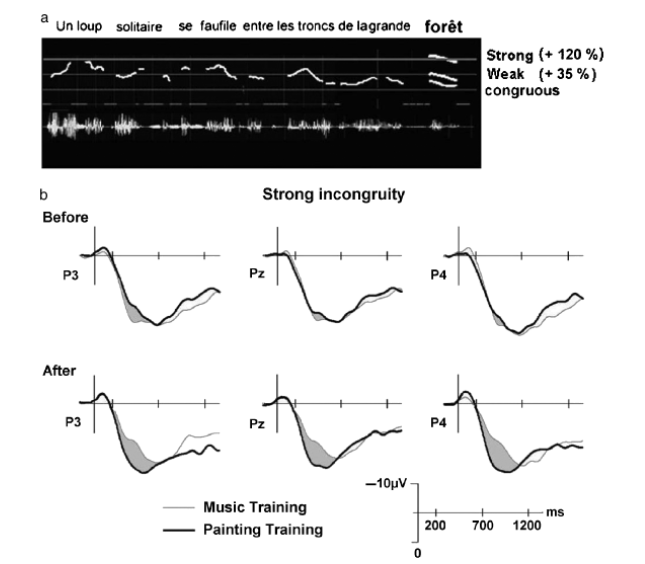 a
Un loup solitaire se faufile entre les troncs de lagrande forêt
Strong (+ 120 %)
Weak (+ 35 %)
congruous
b
Strong incongruity
Before
P3 Pz P4
After
P3 Pz P4
—10µV
Music Training
Painting Training
ms
200 700 1200
0